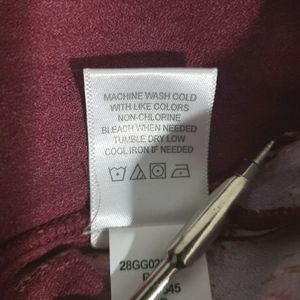 MACHINE WASH COLD
WITH LIKE COLORS
NON-CHLORINE
BLEACH WHEN NEEDED
TUMBLE DRY LOW
COOL IRON IF NEEDED